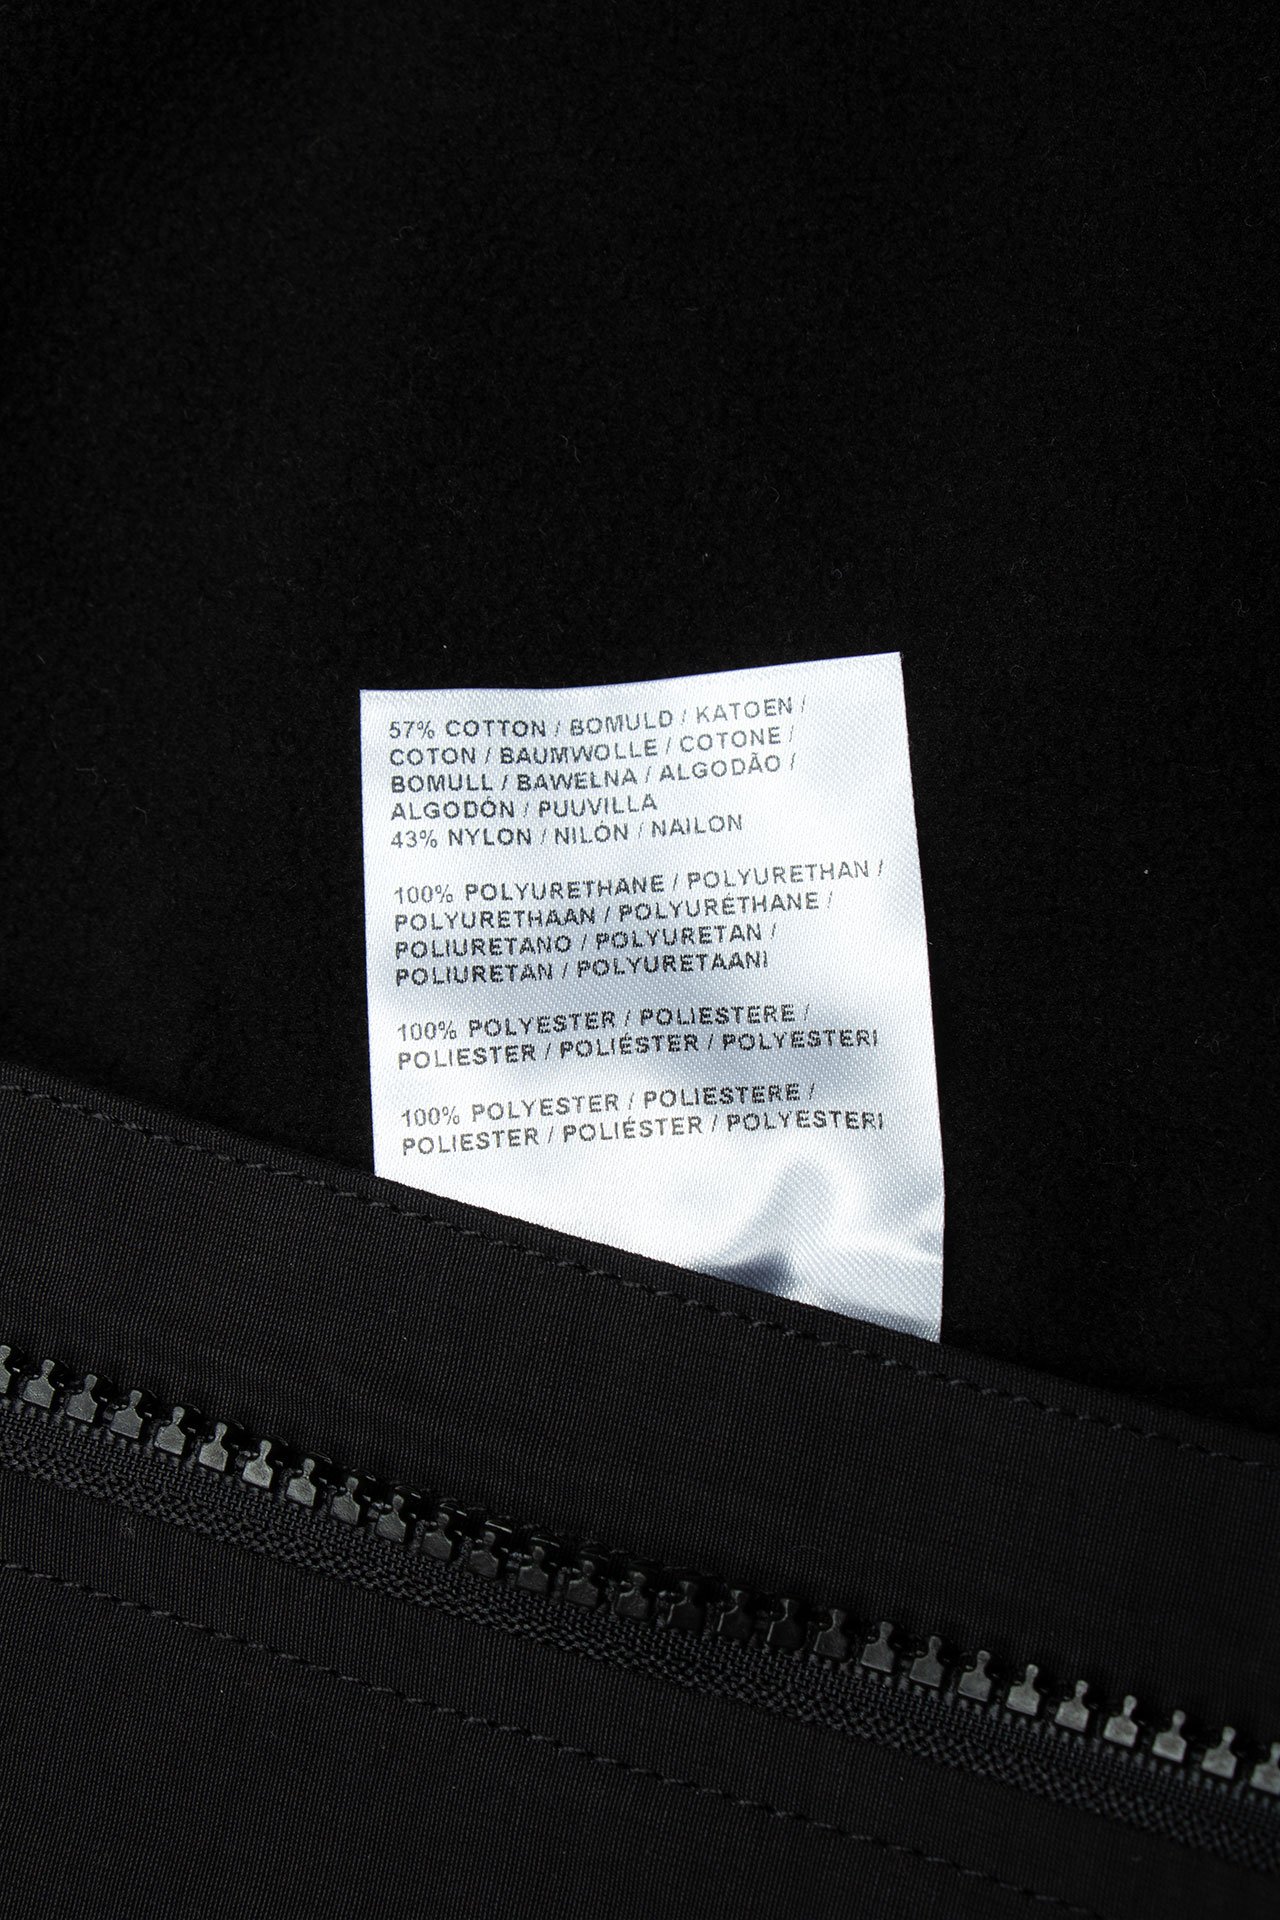 57% COTTON / BOMULD / KATOEN /
COTON / BAUMWOLLE / COTONE /
BOMULL / BAWEŁNA / ALGODÃO /
ALGODÓN / PUUVILLA
43% NYLON / NILÓN / NAILON
100% POLYURETHANE / POLYURETHAN /
POLYURETHAAN / POLYURÉTHANE /
POLIURETANO / POLYURETAN /
POLIURETAN / POLYURETAANI
100% POLYESTER / POLIESTERE /
POLIESTER / POLIÉSTER / POLYESTERI
100% POLYESTER / POLIESTERE /
POLIESTER / POLIÉSTER / POLYESTERI